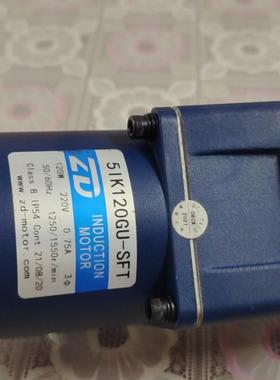 ZD
INDUCTION
MOTOR
5IK120GU-SFT
120W 220V 0.75A 3Φ
50/60Hz 1250/1550r/min
Class B IP54 Cont. 21/08/20
www.zd-motor.com